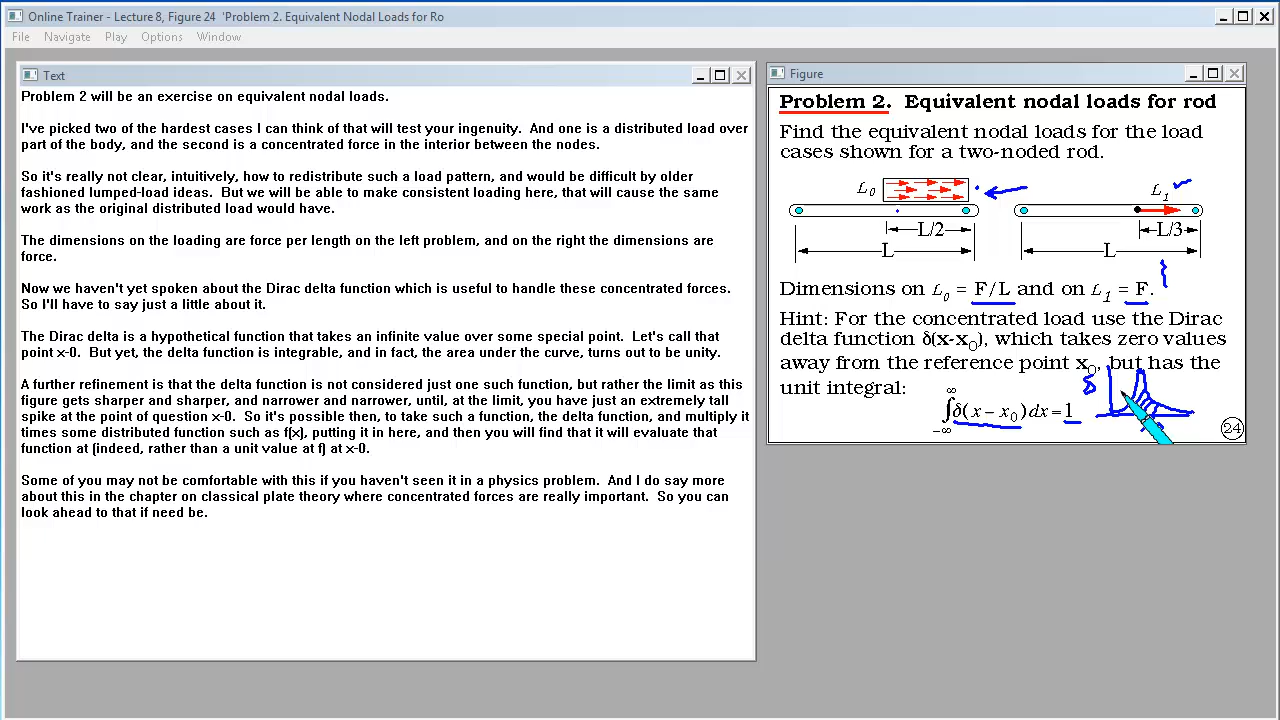 Online Trainer - Lecture 8, Figure 24 'Problem 2. Equivalent Nodal Loads for Ro
File Navigate Play Options Window
Text
Problem 2 will be an exercise on equivalent nodal loads.
I've picked two of the hardest cases I can think of that will test your ingenuity. And one is a distributed load over
part of the body, and the second is a concentrated force in the interior between the nodes.
So it's really not clear, intuitively, how to redistribute such a load pattern, and would be difficult by older
fashioned lumped-load ideas. But we will be able to make consistent loading here, that will cause the same
work as the original distributed load would have.
The dimensions on the loading are force per length on the left problem, and on the right the dimensions are
force.
Now we haven't yet spoken about the Dirac delta function which is useful to handle these concentrated forces.
So I'll have to say just a little about it.
The Dirac delta is a hypothetical function that takes an infinite value over some special point. Let's call that
point x-0. But yet, the delta function is integrable, and in fact, the area under the curve, turns out to be unity.
A further refinement is that the delta function is not considered just one such function, but rather the limit as this
figure gets sharper and sharper, and narrower and narrower, until, at the limit, you have just an extremely tall
spike at the point of question x-0. So it's possible then, to take such a function, the delta function, and multiply it
times some distributed function such as f(x), putting it in here, and then you will find that it will evaluate that
function at (indeed, rather than a unit value at f) at x-0.
Some of you may not be comfortable with this if you haven't seen it in a physics problem. And I do say more
about this in the chapter on classical plate theory where concentrated forces are really important. So you can
look ahead to that if need be.
Figure
Problem 2. Equivalent nodal loads for rod
Find the equivalent nodal loads for the load
cases shown for a two-noded rod.
ℒ₀ ℒ₁
L/2 L/3
L L
Dimensions on ℒ₀ = F/L and on ℒ₁ = F.
Hint: For the concentrated load use the Dirac
delta function δ(x-x₀), which takes zero values
away from the reference point x₀, but has the
unit integral:
∞
∫δ(x − x₀)dx = 1
−∞
δ
24